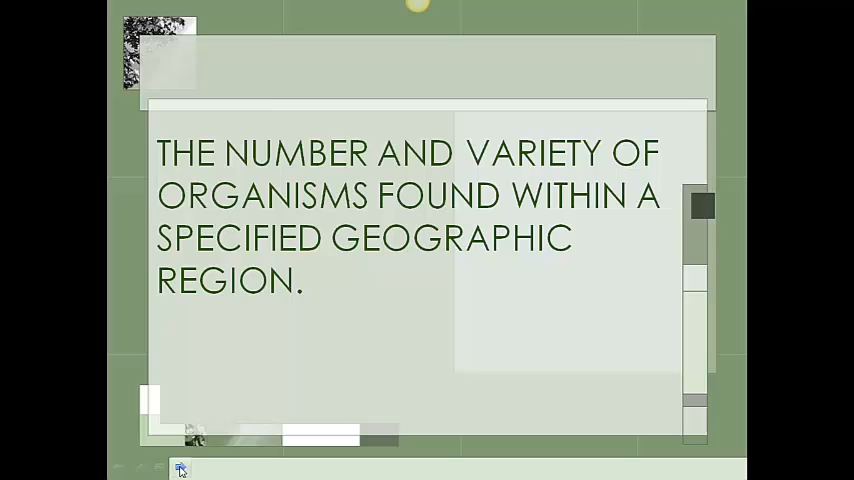 THE NUMBER AND VARIETY OF
ORGANISMS FOUND WITHIN A
SPECIFIED GEOGRAPHIC
REGION.